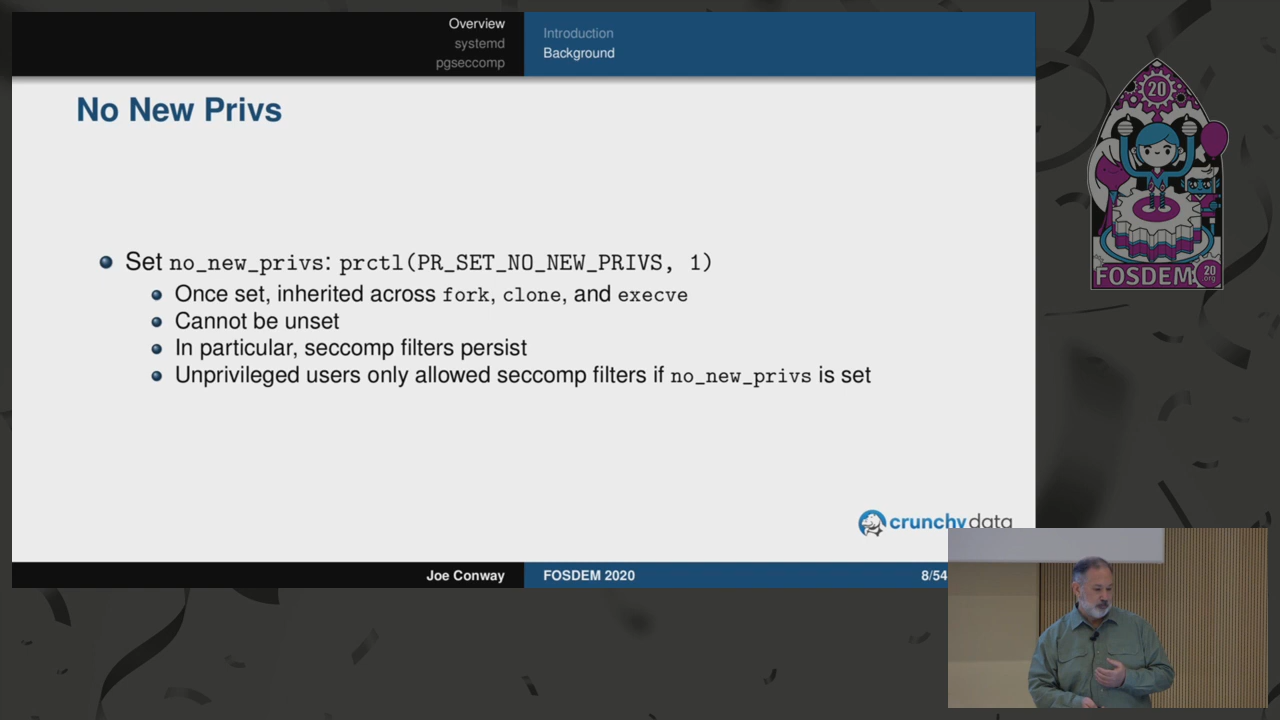 Overview
systemd
pgseccomp
Introduction
Background
No New Privs
Set no_new_privs: prctl(PR_SET_NO_NEW_PRIVS, 1)
Once set, inherited across fork, clone, and execve
Cannot be unset
In particular, seccomp filters persist
Unprivileged users only allowed seccomp filters if no_new_privs is set
crunchydata
Joe Conway
FOSDEM 2020
8/54
20
FOSDEM
20
.org